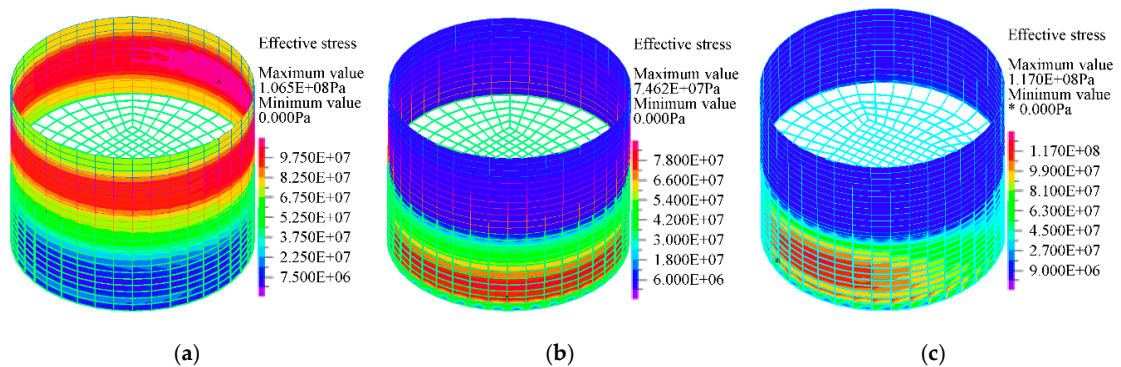 Effective stress
Maximum value
1.065E+08Pa
Minimum value
0.000Pa
9.750E+07
8.250E+07
6.750E+07
5.250E+07
3.750E+07
2.250E+07
7.500E+06
(a)
Effective stress
Maximum value
7.462E+07Pa
Minimum value
0.000Pa
7.800E+07
6.600E+07
5.400E+07
4.200E+07
3.000E+07
1.800E+07
6.000E+06
(b)
Effective stress
Maximum value
1.170E+08Pa
Minimum value
* 0.000Pa
1.170E+08
9.900E+07
8.100E+07
6.300E+07
4.500E+07
2.700E+07
9.000E+06
(c)